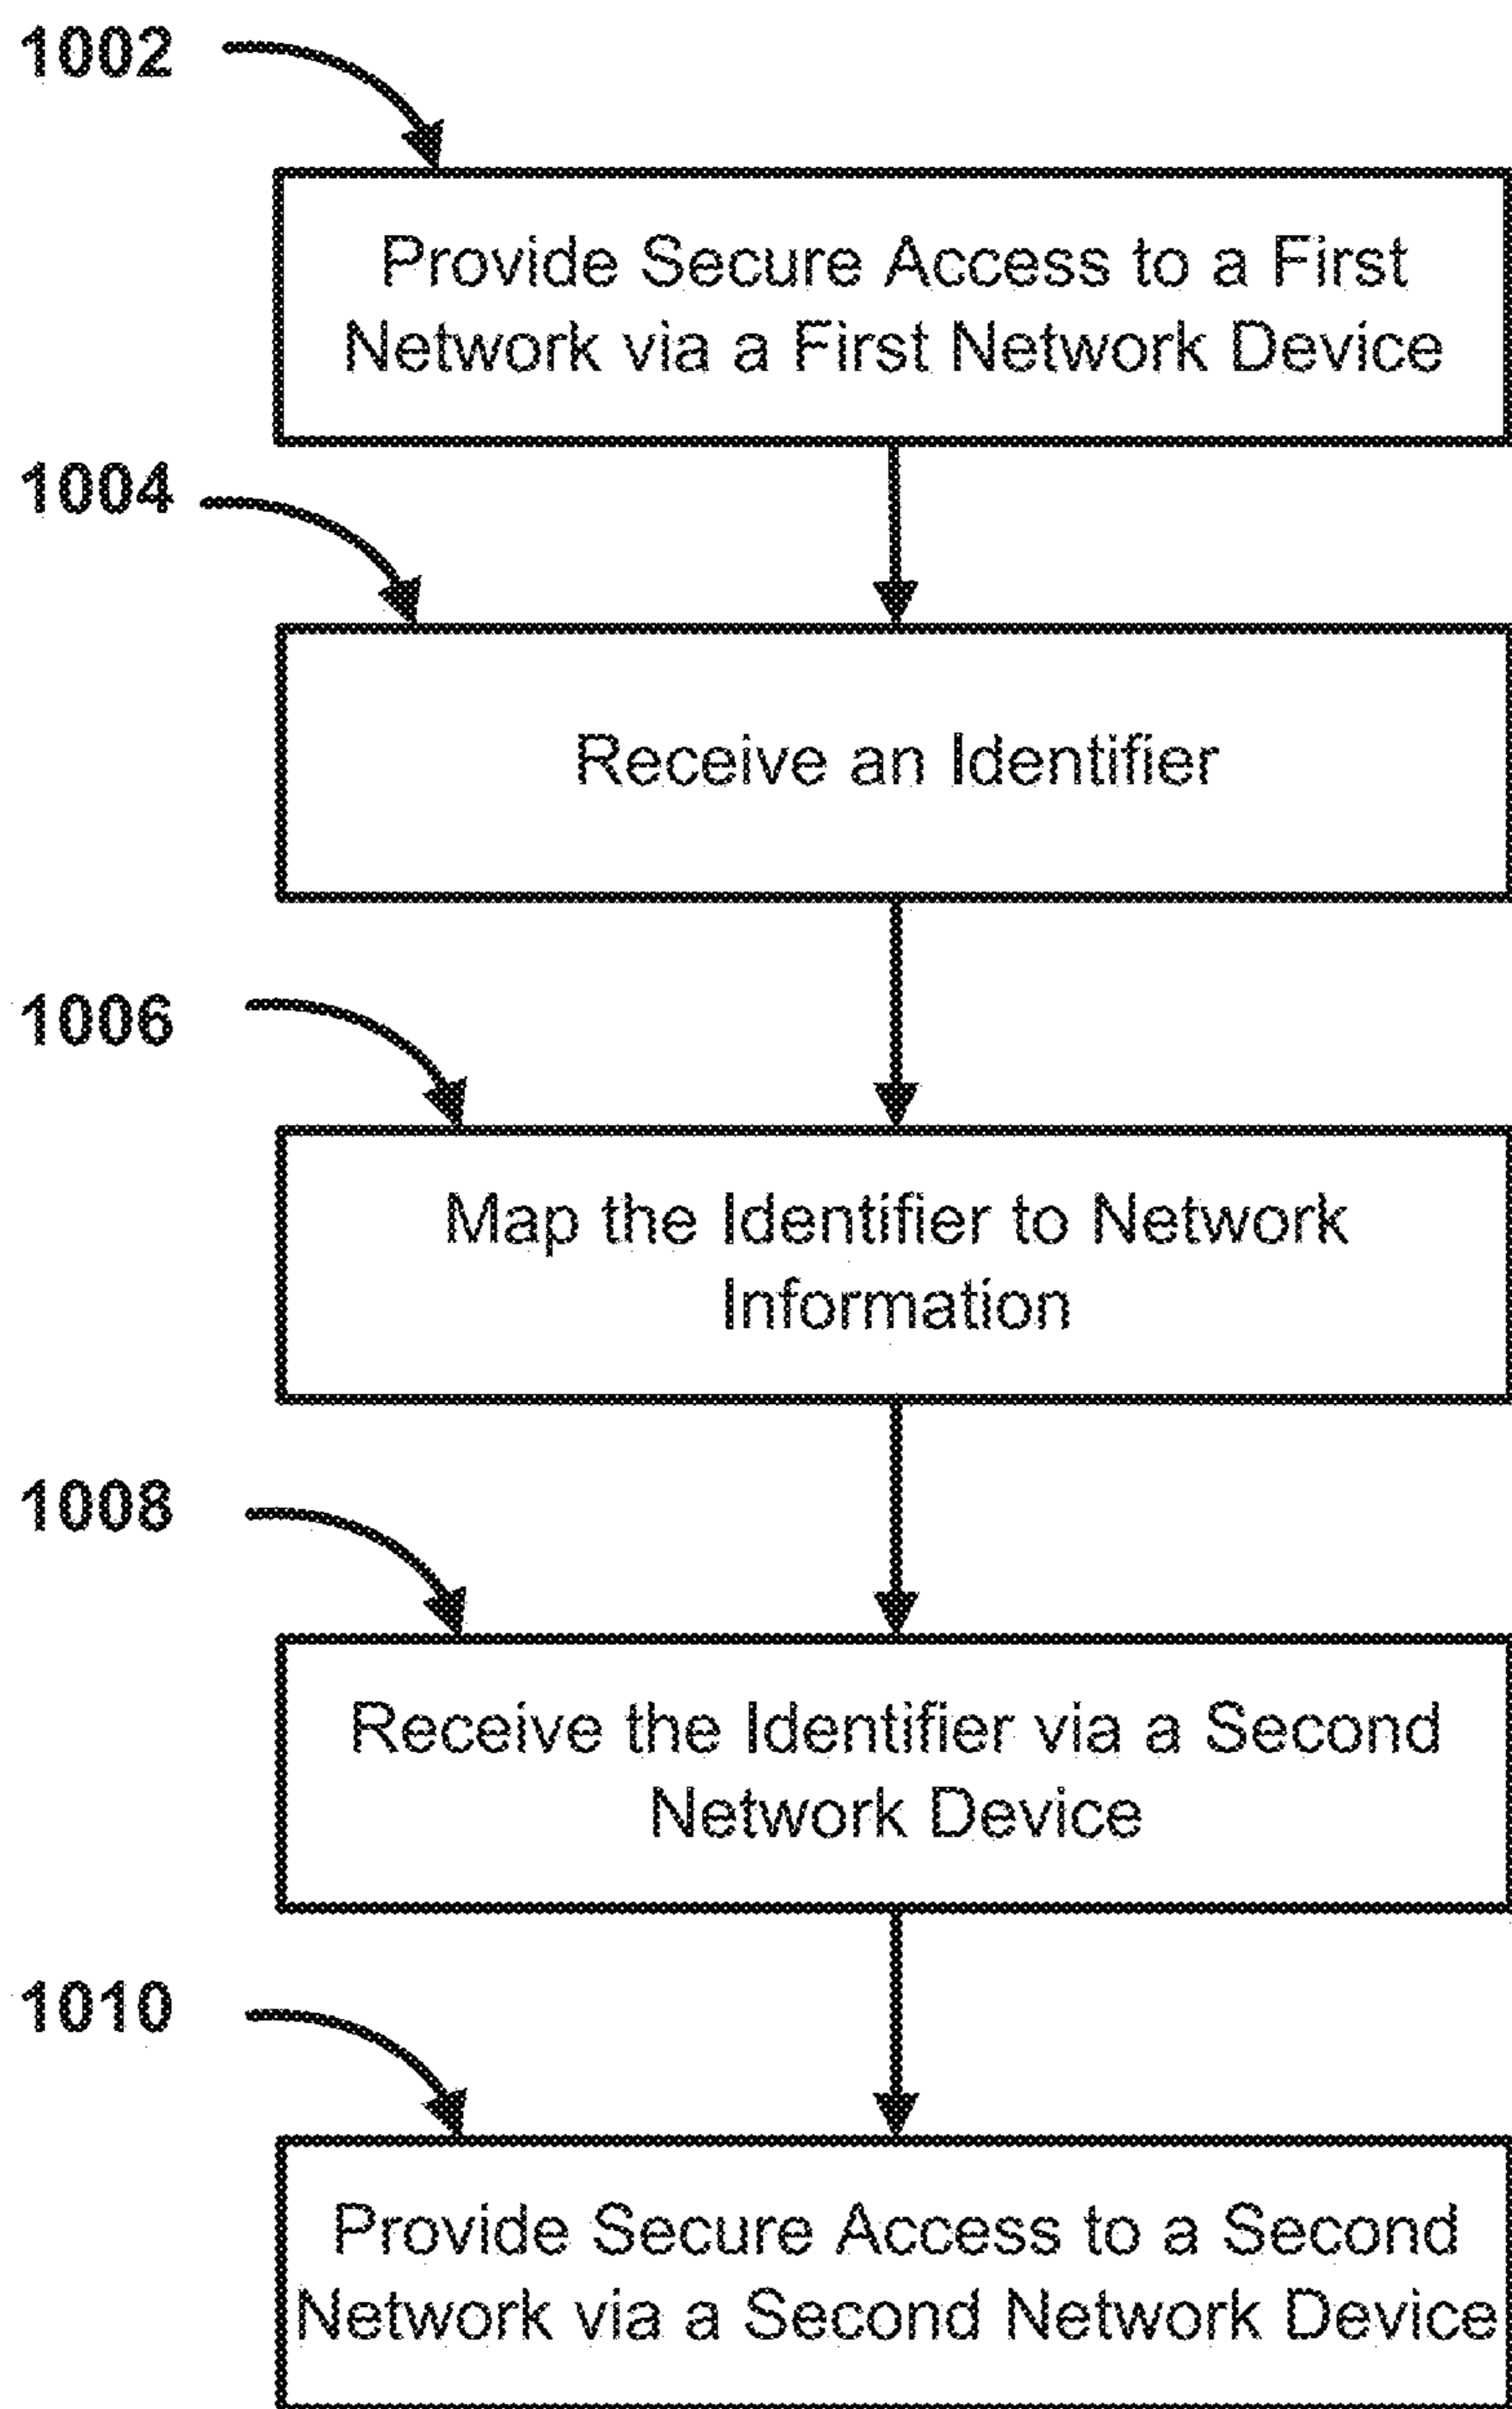 1002
Provide Secure Access to a First
Network via a First Network Device
1004
Receive an Identifier
1006
Map the Identifier to Network
Information
1008
Receive the Identifier via a Second
Network Device
1010
Provide Secure Access to a Second
Network via a Second Network Device